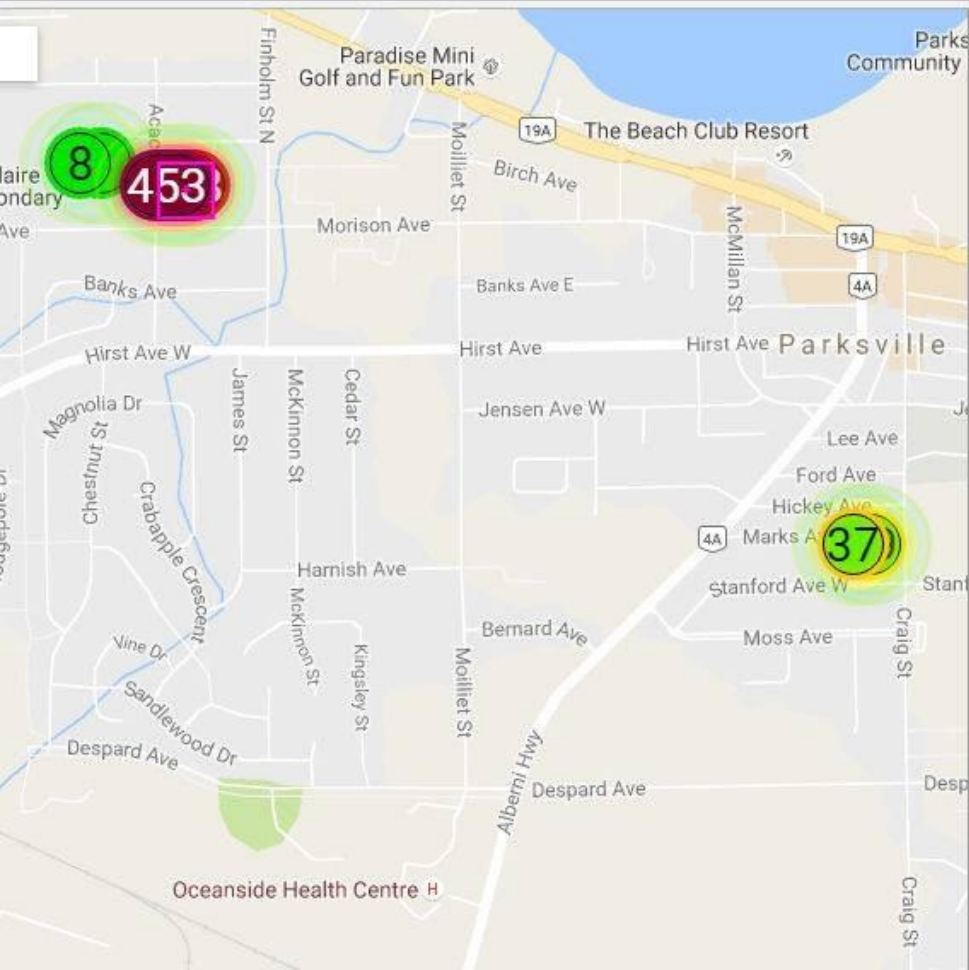 Finholm St N
Paradise Mini
Golf and Fun Park
Parks
Community
19A
The Beach Club Resort
Acac
Moilliet St
Birch Ave
8
453
laire
ondary
Ave
Morison Ave
McMillan St
19A
Banks Ave
Banks Ave E
4A
Hirst Ave W
Hirst Ave
Hirst Ave
Parksville
James St
McKinnon St
Cedar St
Magnolia Dr
Jensen Ave W
Chestnut St
Lee Ave
Ford Ave
Crabapple Crescent
Hickey Ave
4A
Marks A
37
Harnish Ave
Stanford Ave W
Stanf
McKinnon St
Bernard Ave
Moss Ave
Craig St
Vine Dr
Kingsley St
Moilliet St
Sandlewood Dr
Despard Ave
Alberni Hwy
Despard Ave
Desp
Oceanside Health Centre H
Craig St